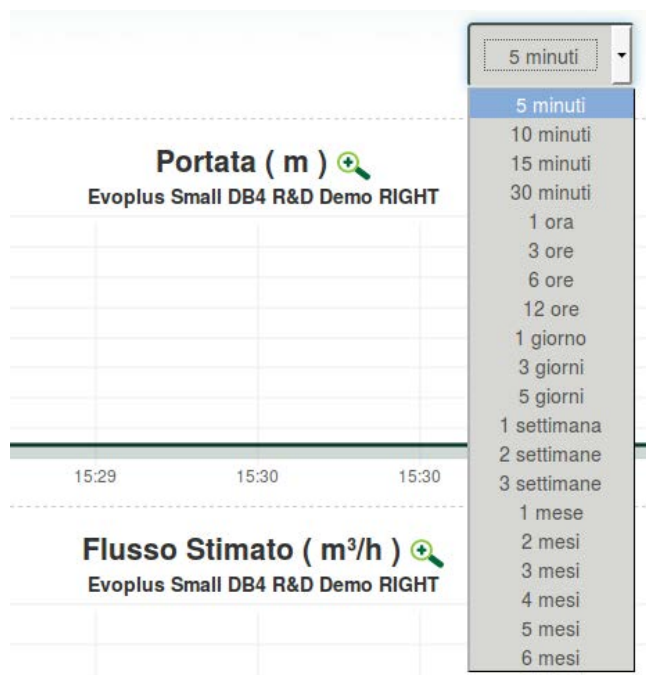 5 minuti
5 minuti
10 minuti
15 minuti
30 minuti
1 ora
3 ore
6 ore
12 ore
1 giorno
3 giorni
5 giorni
1 settimana
2 settimane
3 settimane
1 mese
2 mesi
3 mesi
4 mesi
5 mesi
6 mesi
Portata ( m )
Evoplus Small DB4 R&D Demo RIGHT
15:29 15:30 15:30
Flusso Stimato ( m³/h )
Evoplus Small DB4 R&D Demo RIGHT